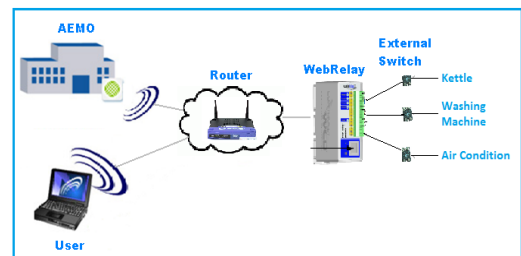 AEMO
External
Switch
Router
WebRelay
Kettle
Washing
Machine
Air Condition
User